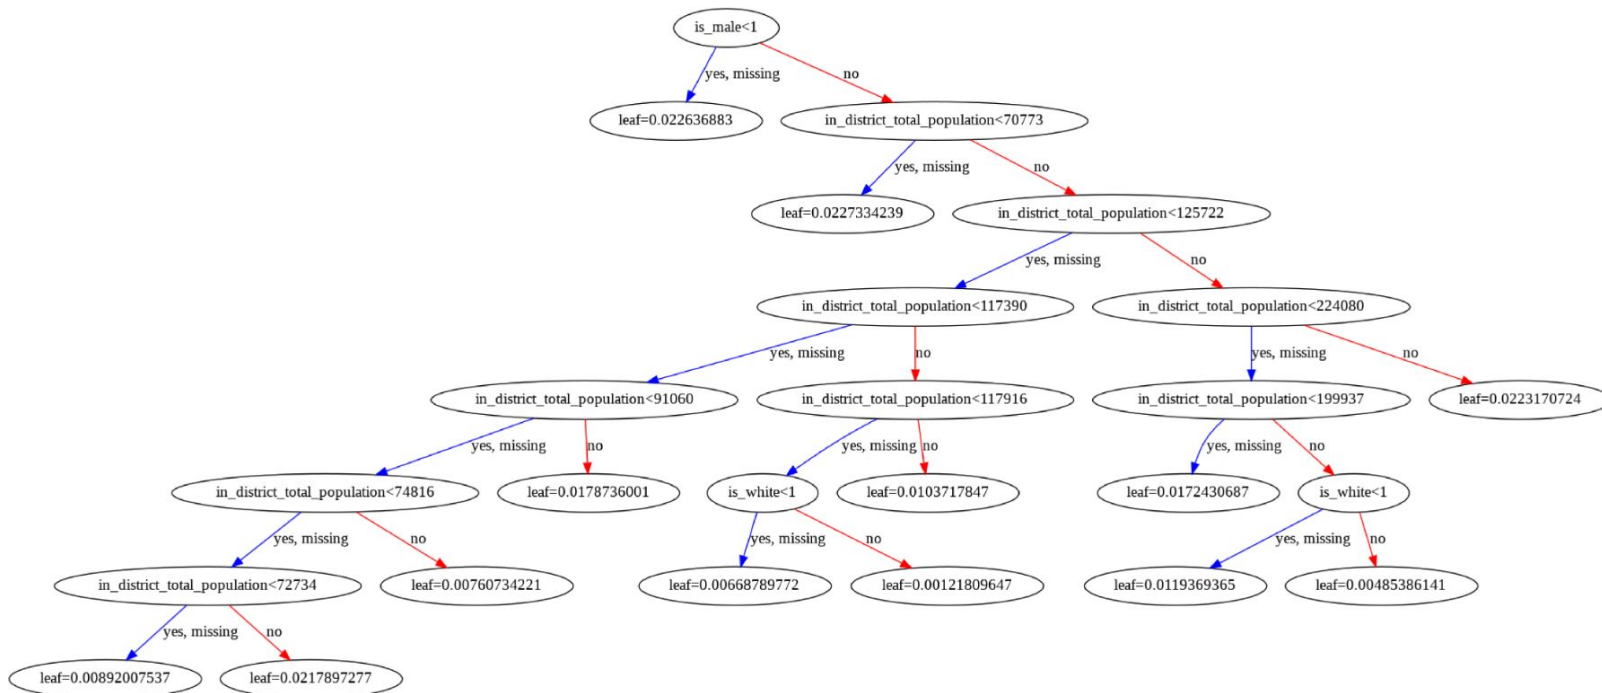 is_male<1
yes, missing
no
leaf=0.022636883
in_district_total_population<70773
yes, missing
no
leaf=0.0227334239
in_district_total_population<125722
yes, missing
no
in_district_total_population<117390
in_district_total_population<224080
yes, missing
no
yes, missing
no
in_district_total_population<91060
in_district_total_population<117916
in_district_total_population<199937
leaf=0.0223170724
yes, missing
no
yes, missing
no
yes, missing
no
in_district_total_population<74816
leaf=0.0178736001
is_white<1
leaf=0.0103717847
leaf=0.0172430687
is_white<1
yes, missing
no
yes, missing
no
yes, missing
no
in_district_total_population<72734
leaf=0.00760734221
leaf=0.00668789772
leaf=0.00121809647
leaf=0.0119369365
leaf=0.00485386141
yes, missing
no
leaf=0.00892007537
leaf=0.0217897277